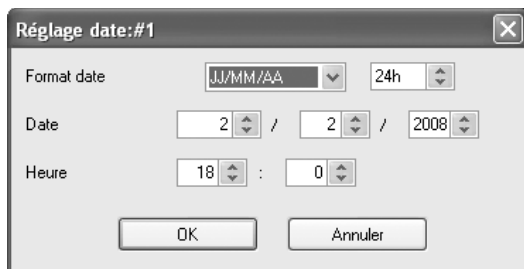 Réglage date:#1
Format date JJ/MM/AA 24h
Date 2 / 2 / 2008
Heure 18 : 0
OK Annuler